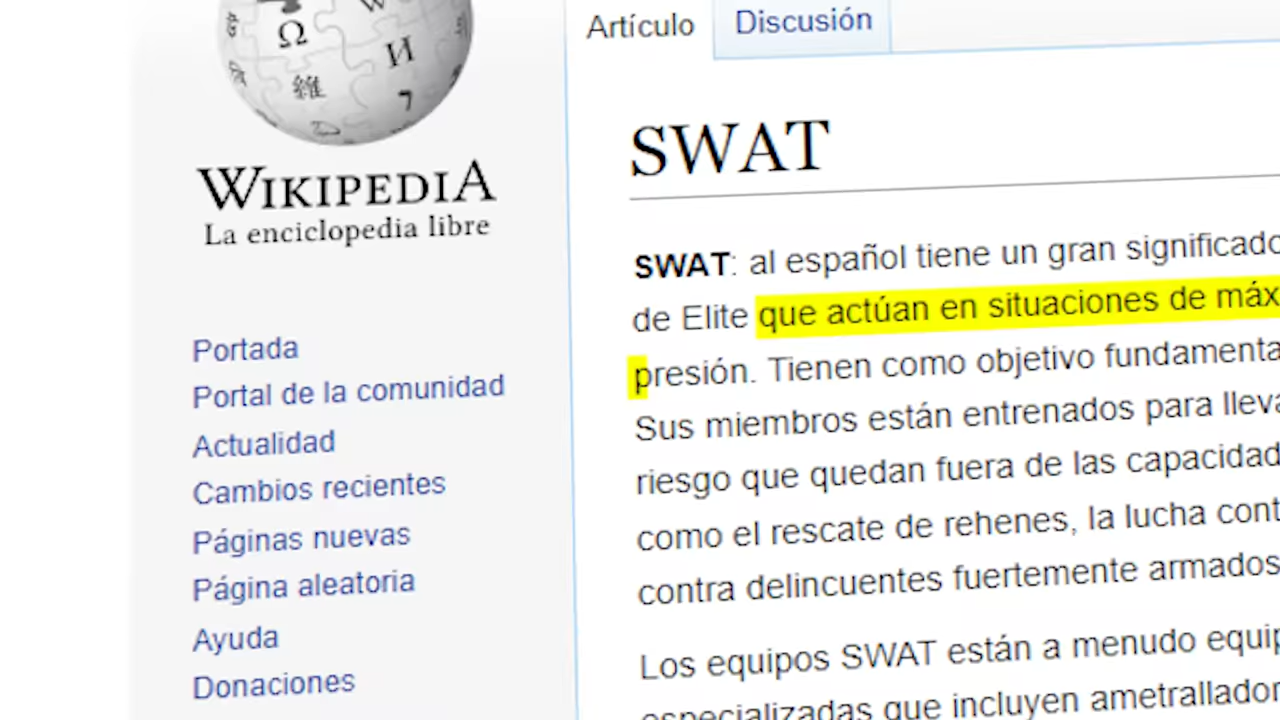 Artículo
Discusión
WIKIPEDIA
La enciclopedia libre
SWAT
Portada
Portal de la comunidad
Actualidad
Cambios recientes
Páginas nuevas
Página aleatoria
Ayuda
Donaciones
SWAT: al español tiene un gran significado
de Elite que actúan en situaciones de máx
presión. Tienen como objetivo fundamenta
Sus miembros están entrenados para lleva
riesgo que quedan fuera de las capacidad
como el rescate de rehenes, la lucha cont
contra delincuentes fuertemente armados
Los equipos SWAT están a menudo equip
especializadas que incluyen ametrallador